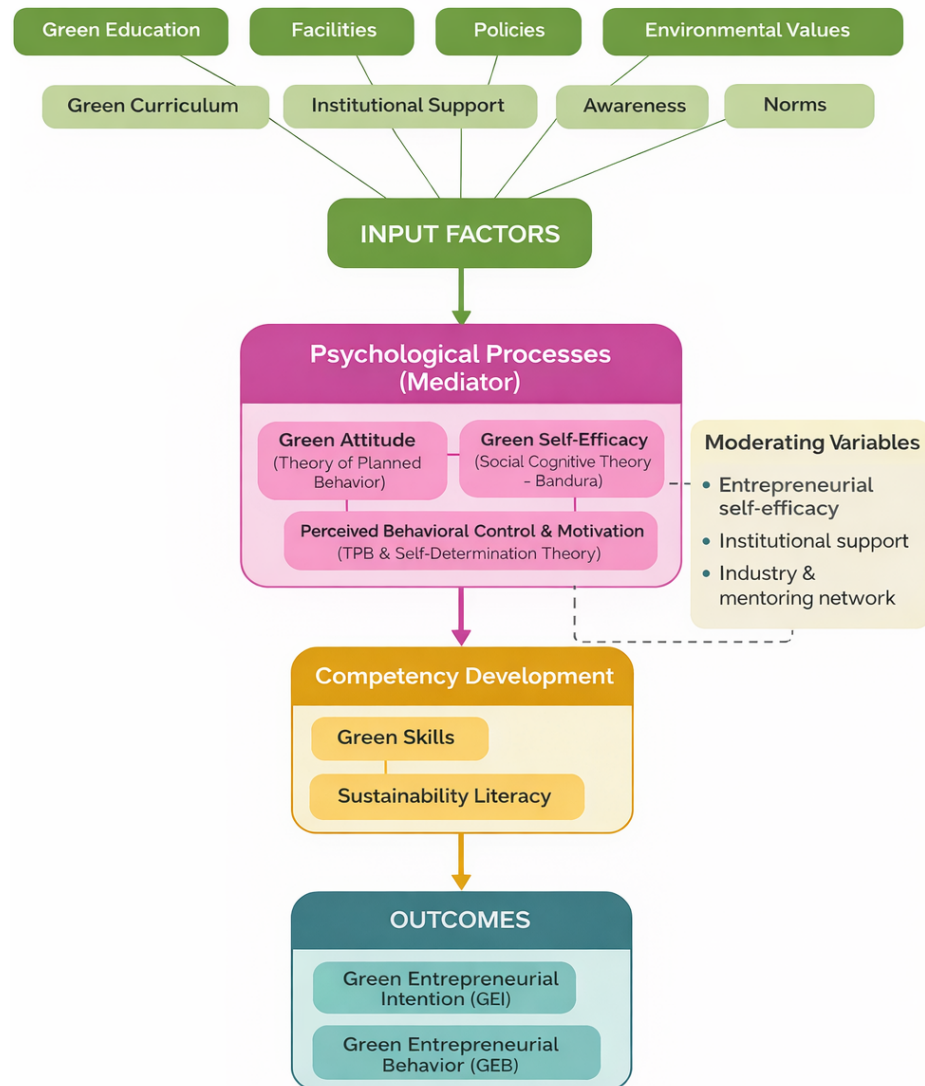 Green Education
Facilities
Policies
Environmental Values
Green Curriculum
Institutional Support
Awareness
Norms
INPUT FACTORS
Psychological Processes
(Mediator)
Green Attitude
(Theory of Planned
Behavior)
Green Self-Efficacy
(Social Cognitive Theory
- Bandura)
Perceived Behavioral Control & Motivation
(TPB & Self-Determination Theory)
Moderating Variables
• Entrepreneurial
self-efficacy
• Institutional support
• Industry &
mentoring network
Competency Development
Green Skills
Sustainability Literacy
OUTCOMES
Green Entrepreneurial
Intention (GEI)
Green Entrepreneurial
Behavior (GEB)